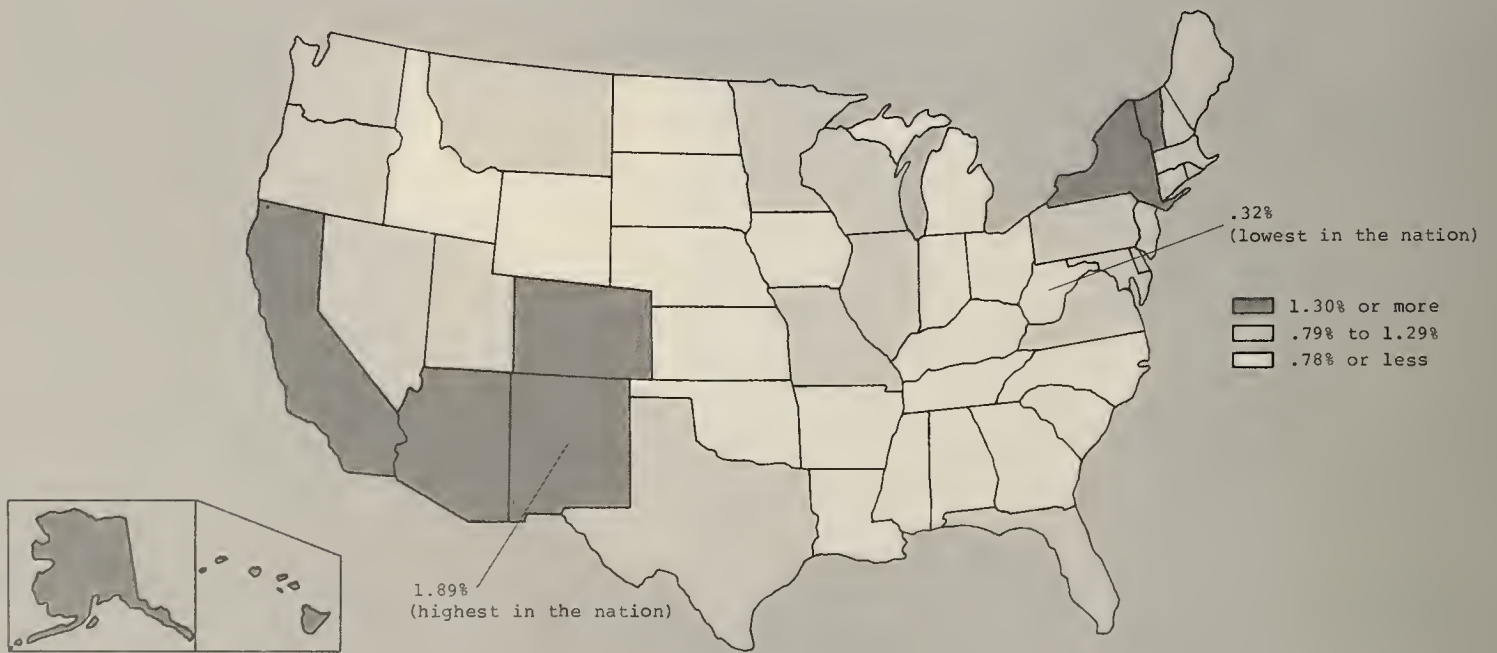 .32%
(lowest in the nation)
1.30% or more
.79% to 1.29%
.78% or less
1.89%
(highest in the nation)